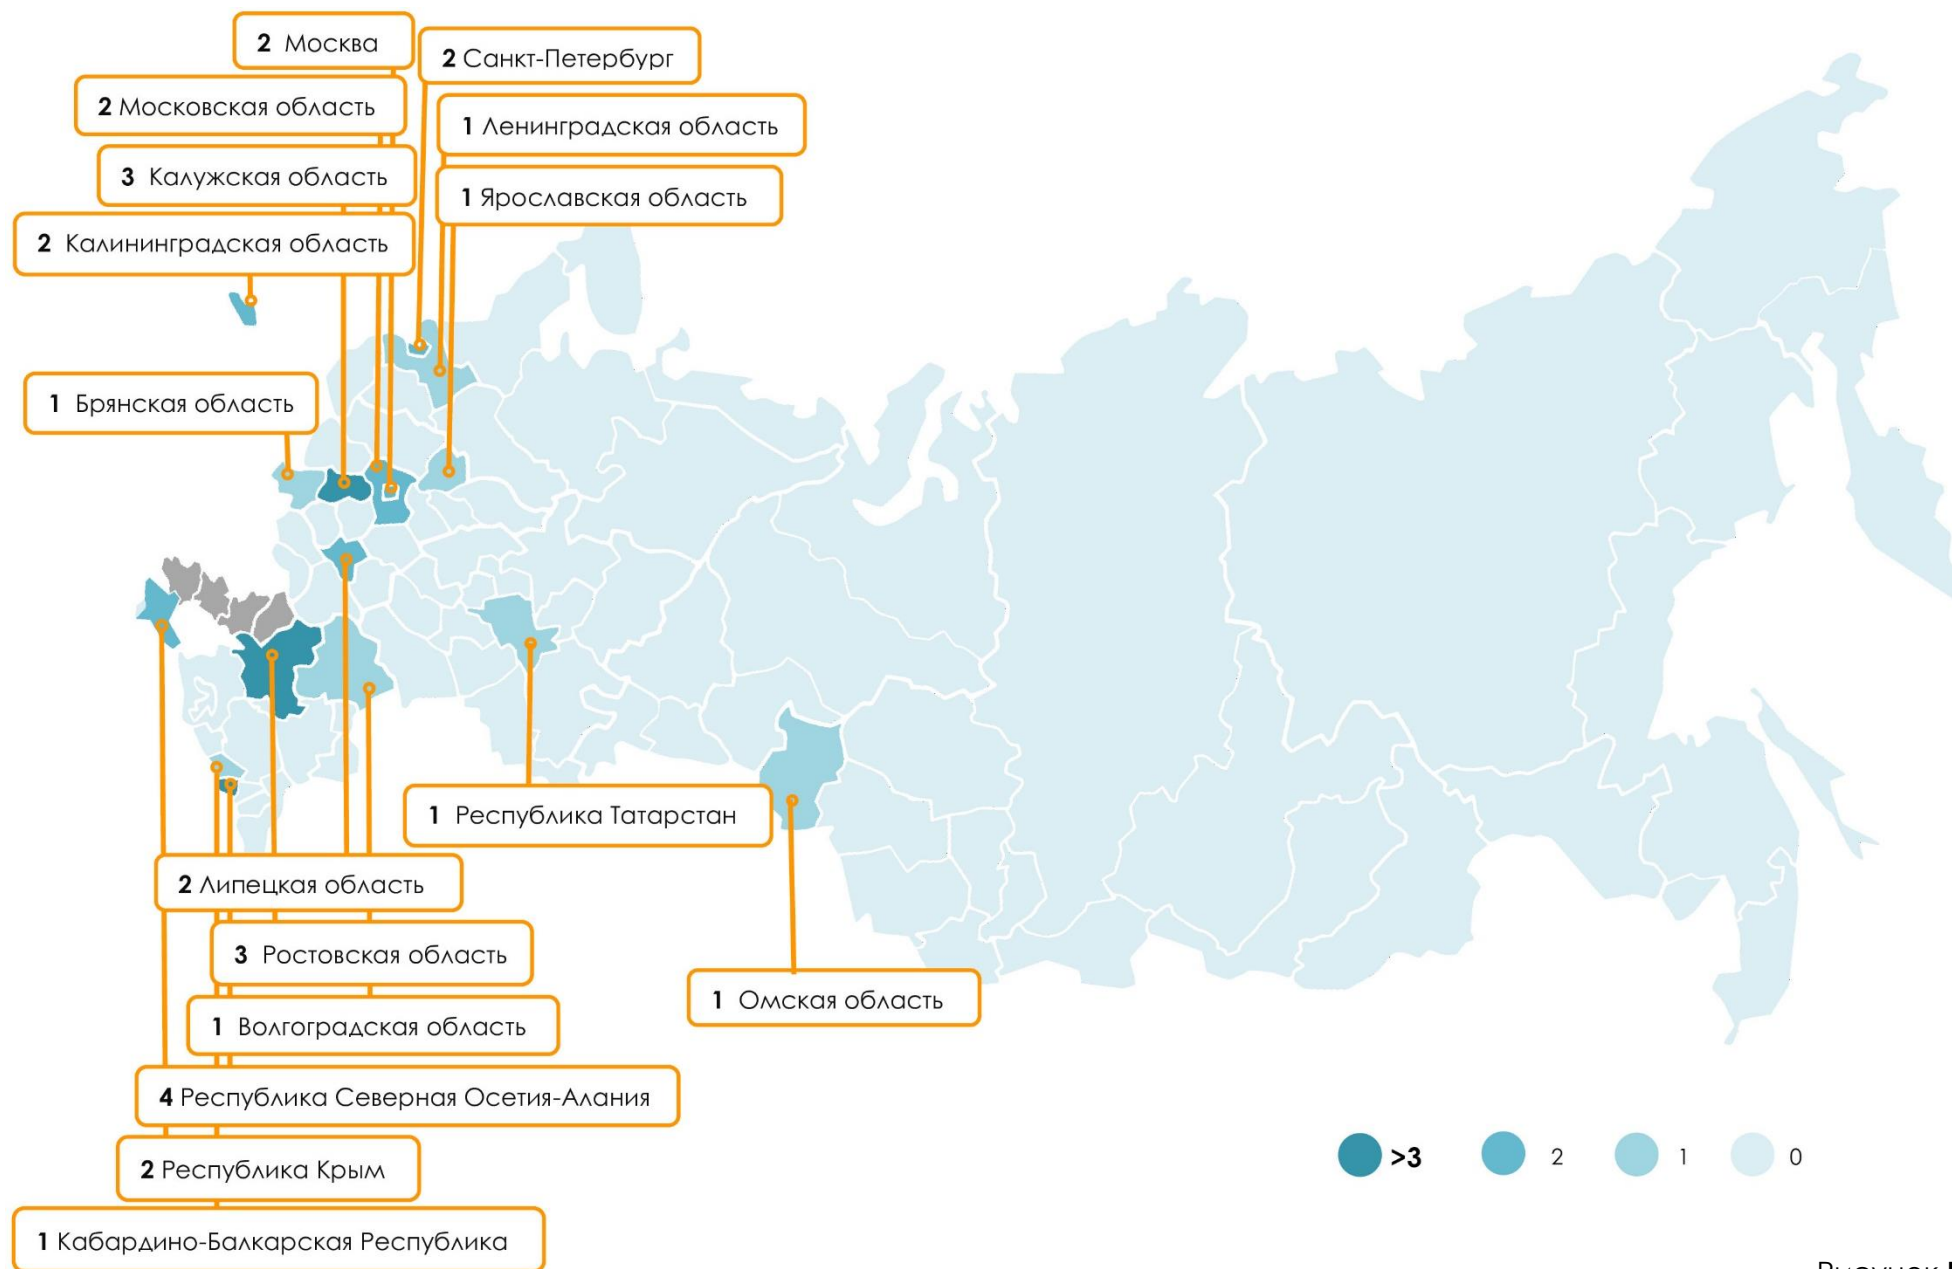 2 Москва
2 Санкт-Петербург
2 Московская область
1 Ленинградская область
3 Калужская область
1 Ярославская область
2 Калининградская область
1 Брянская область
1 Республика Татарстан
2 Липецкая область
3 Ростовская область
1 Омская область
1 Волгоградская область
4 Республика Северная Осетия-Алания
2 Республика Крым
1 Кабардино-Балкарская Республика
>3 2 1 0